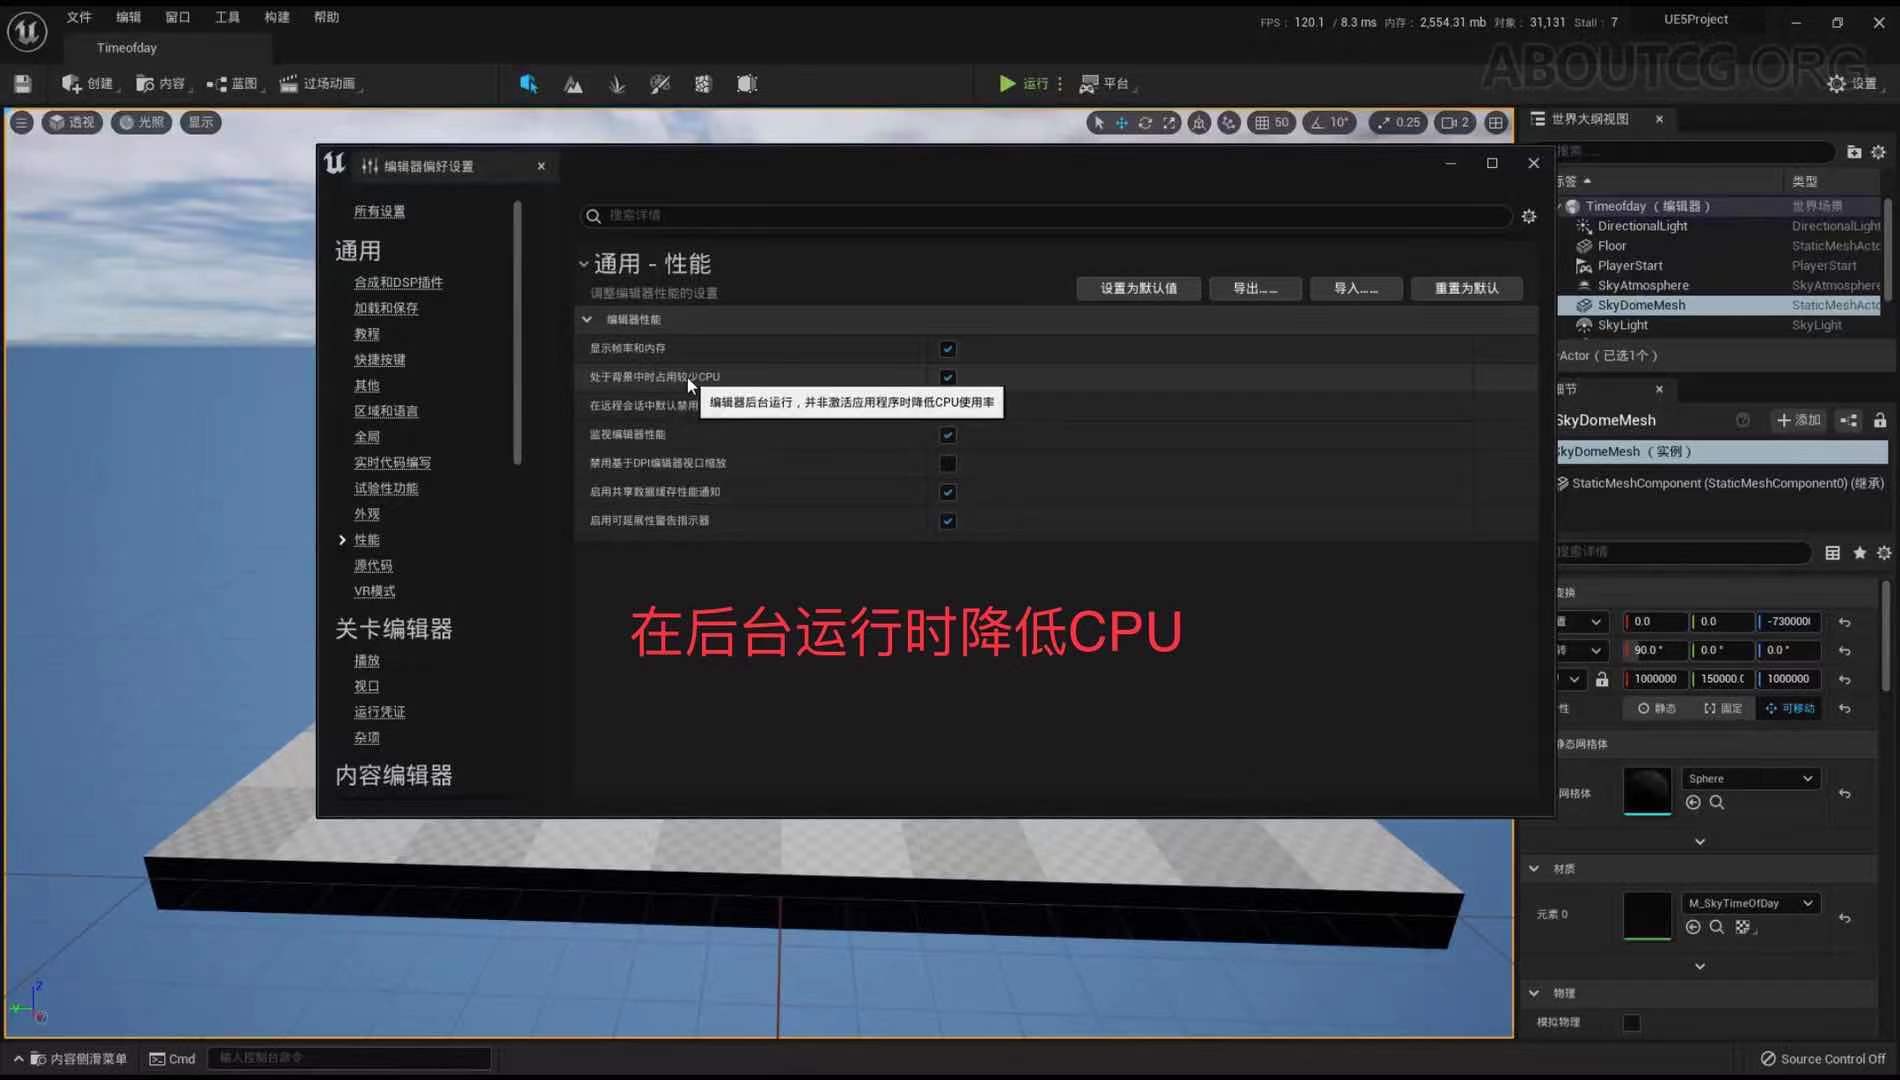 文件 编辑 窗口 工具 构建 帮助
FPS： 120.1 / 8.3 ms 内存： 2,554.31 mb 对象： 31,131 Stall： 7
UE5Project
Timeofday
ABOUTCG.ORG
创建 内容 蓝图 过场动画
运行 平台 设置
透视 光照 显示
50 10° 0.25 2
世界大纲视图
编辑器偏好设置
搜索......
标签 类型
所有设置
搜索详情
通用
合成和DSP插件
加载和保存
教程
快捷按键
其他
区域和语言
全局
实时代码编写
试验性功能
外观
性能
源代码
VR模式
关卡编辑器
播放
视口
运行凭证
杂项
内容编辑器
通用 - 性能
调整编辑器性能的设置
设置为默认值 导出...... 导入...... 重置为默认
编辑器性能
显示帧率和内存
处于背景中时占用较少CPU
编辑器后台运行，并非激活应用程序时降低CPU使用率
在远程会话中默认禁用
监视编辑器性能
禁用基于DPI编辑器视口缩放
启用共享数据缓存性能通知
启用可延展性警告指示器
在后台运行时降低CPU
Timeofday （编辑器） 世界场景
DirectionalLight DirectionalLight
Floor StaticMeshActo
PlayerStart PlayerStart
SkyAtmosphere SkyAtmosphere
SkyDomeMesh StaticMeshActo
SkyLight SkyLight
Actor（已选1个）
细节
SkyDomeMesh 添加
SkyDomeMesh （实例）
StaticMeshComponent (StaticMeshComponent0) (继承)
搜索详情
变换
置 0.0 0.0 -730000
转 90.0 ° 0.0 ° 0.0 °
1000000 150000.0 1000000
性 静态 固定 可移动
静态网格体
网格体 Sphere
材质
元素 0 M_SkyTimeOfDay
物理
模拟物理
内容侧滑菜单 Cmd 输入控制台命令
Source Control Off